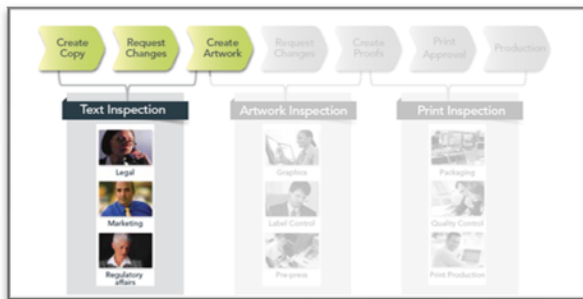 Create
Copy
Request
Changes
Create
Artwork
Request
Changes
Create
Proofs
Print
Approval
Production
Text Inspection
Artwork Inspection
Print Inspection
Legal
Graphics
Packaging
Marketing
Label Control
Quality Control
Regulatory
affairs
Pre-press
Print Production